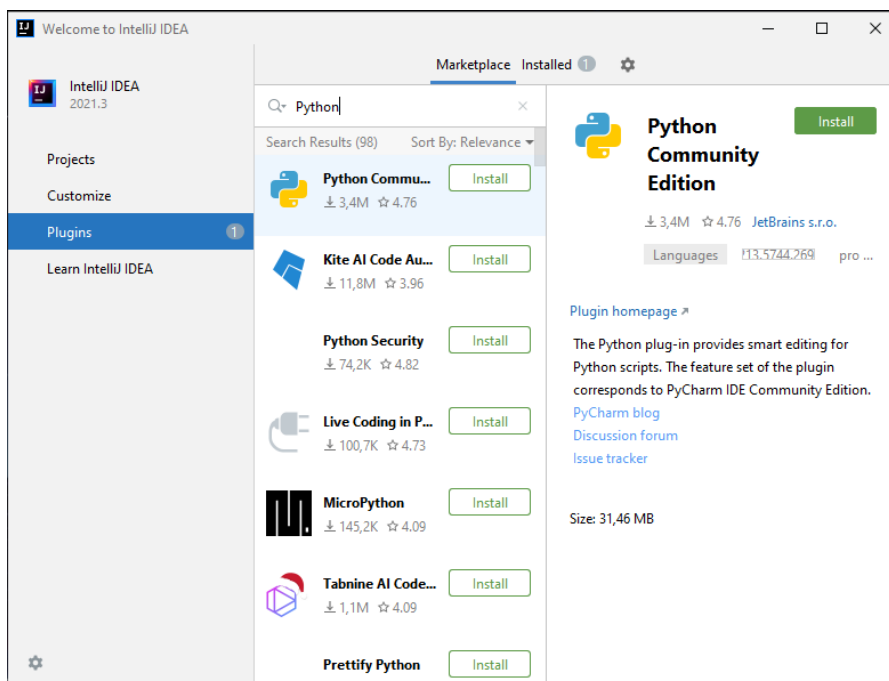 Welcome to IntelliJ IDEA
IntelliJ IDEA
2021.3
Projects
Customize
Plugins 1
Learn IntelliJ IDEA
Marketplace Installed 1
Python
Search Results (98) Sort By: Relevance
Python Commu... Install
3,4M 4.76
Kite AI Code Au... Install
11,8M 3.96
Python Security Install
74,2K 4.82
Live Coding in P... Install
100,7K 4.73
MicroPython Install
145,2K 4.09
Tabnine AI Code... Install
1,1M 4.09
Prettify Python Install
Python
Community
Edition
Install
3,4M 4.76 JetBrains s.r.o.
Languages 213.5744.269 pro ...
Plugin homepage
The Python plug-in provides smart editing for
Python scripts. The feature set of the plugin
corresponds to PyCharm IDE Community Edition.
PyCharm blog
Discussion forum
Issue tracker
Size: 31,46 MB